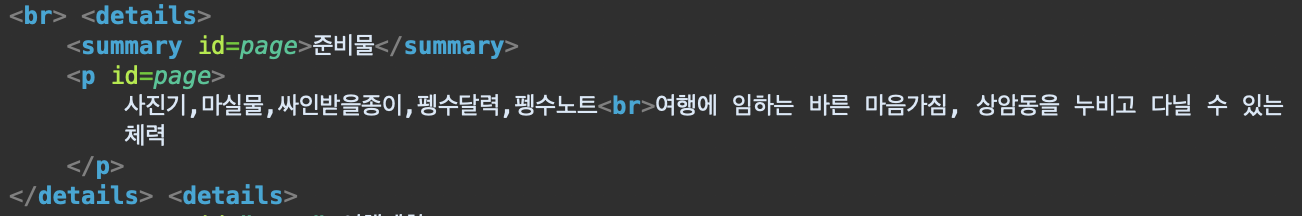 <br> <details>
<summary id=page>준비물</summary>
<p id=page>
사진기,마실물,싸인받을종이,펭수달력,펭수노트<br>여행에 임하는 바른 마음가짐, 상암동을 누비고 다닐 수 있는
체력
</p>
</details> <details>